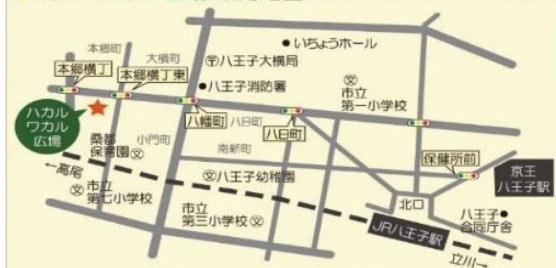 本郷町
大横町
いちょうホール
本郷横丁
本郷横丁東
〒八王子大横局
八王子消防署
文
市立
第一小学校
ハカル
ワカル
広場
八幡町
八日町
八日町
桑都
保育園
文
小門町
南新町
保健所前
←高尾
文八王子幼稚園
京王
八王子駅
文
市立
第七小学校
北口
市立
第三小学校
文
八王子
合同庁舎
JR八王子駅
立川→